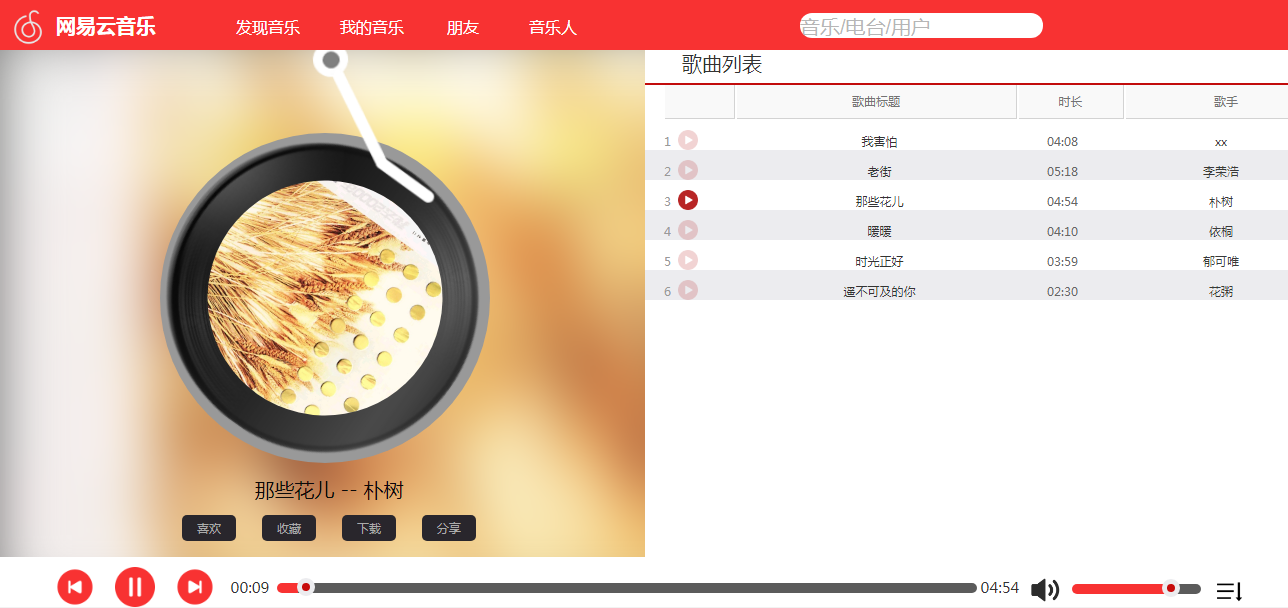 网易云音乐 发现音乐 我的音乐 朋友 音乐人 音乐/电台/用户
歌曲列表
歌曲标题 时长 歌手
1 我害怕 04:08 xx
2 老街 05:18 李荣浩
3 那些花儿 04:54 朴树
4 暖暖 04:10 依桐
5 时光正好 03:59 郁可唯
6 遥不可及的你 02:30 花粥
那些花儿 -- 朴树
喜欢 收藏 下载 分享
00:09 04:54